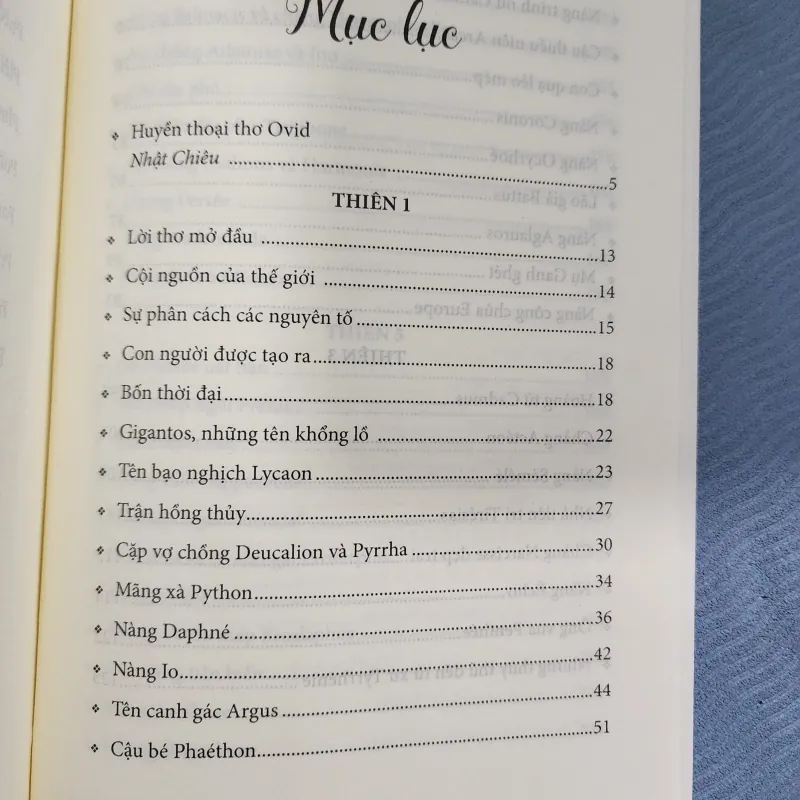 Mục lục
Huyền thoại thơ Ovid
Nhật Chiêu ........ 5
THIÊN 1
Lời thơ mở đầu ........ 13
Cội nguồn của thế giới ........ 14
Sự phân cách các nguyên tố ........ 15
Con người được tạo ra ........ 18
Bốn thời đại ........ 18
Gigantos, những tên khổng lồ ........ 22
Tên bạo nghịch Lycaon ........ 23
Trận hồng thủy ........ 27
Cặp vợ chồng Deucalion và Pyrrha ........ 30
Mãng xà Python ........ 34
Nàng Daphné ........ 36
Nàng Io ........ 42
Tên canh gác Argus ........ 44
Cậu bé Phaéthon ........ 51